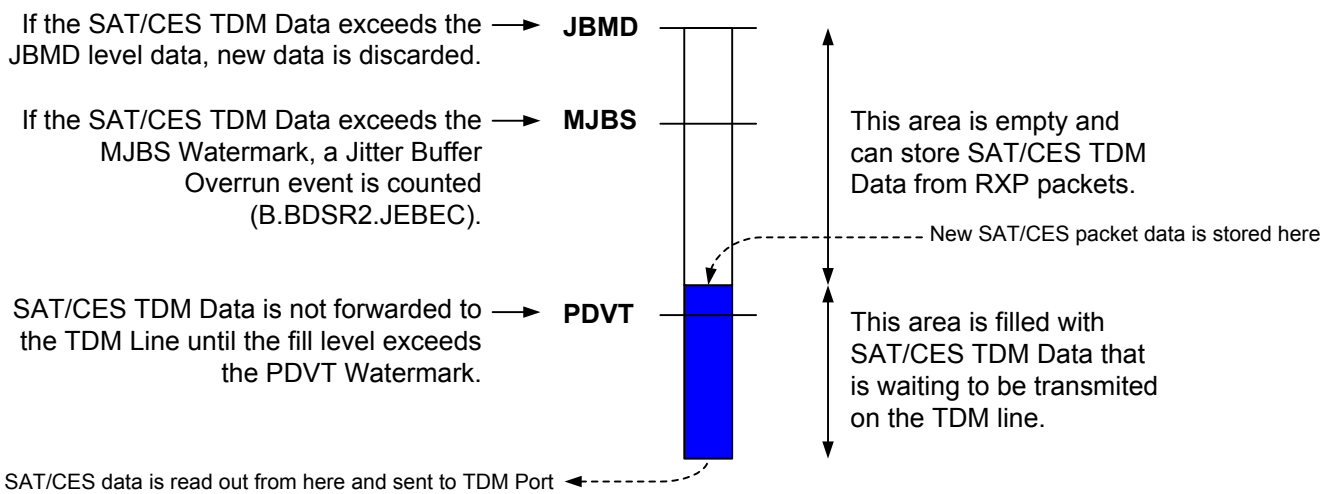 If the SAT/CES TDM Data exceeds the
JBMD level data, new data is discarded.
JBMD
If the SAT/CES TDM Data exceeds the
MJBS Watermark, a Jitter Buffer
Overrun event is counted
(B.BDSR2.JEBEC).
MJBS
This area is empty and
can store SAT/CES TDM
Data from RXP packets.
New SAT/CES packet data is stored here
SAT/CES TDM Data is not forwarded to
the TDM Line until the fill level exceeds
the PDVT Watermark.
PDVT
This area is filled with
SAT/CES TDM Data that
is waiting to be transmited
on the TDM line.
SAT/CES data is read out from here and sent to TDM Port